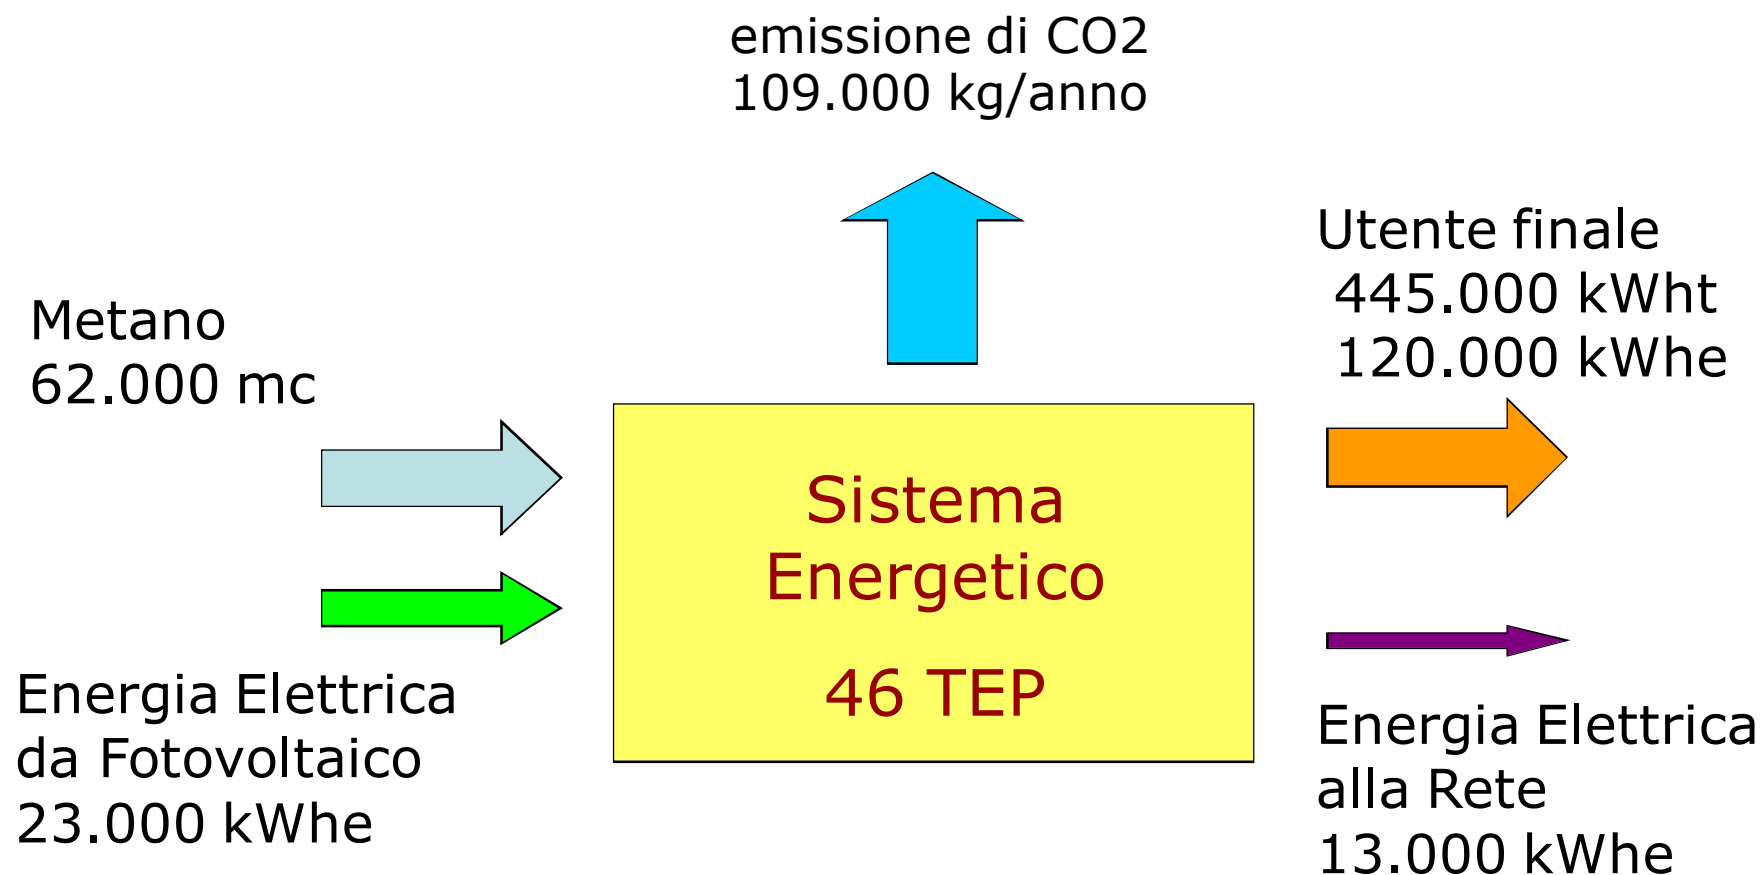 emissione di CO2
109.000 kg/anno
Metano
62.000 mc
Energia Elettrica
da Fotovoltaico
23.000 kWhe
Sistema
Energetico
46 TEP
Utente finale
445.000 kWht
120.000 kWhe
Energia Elettrica
alla Rete
13.000 kWhe